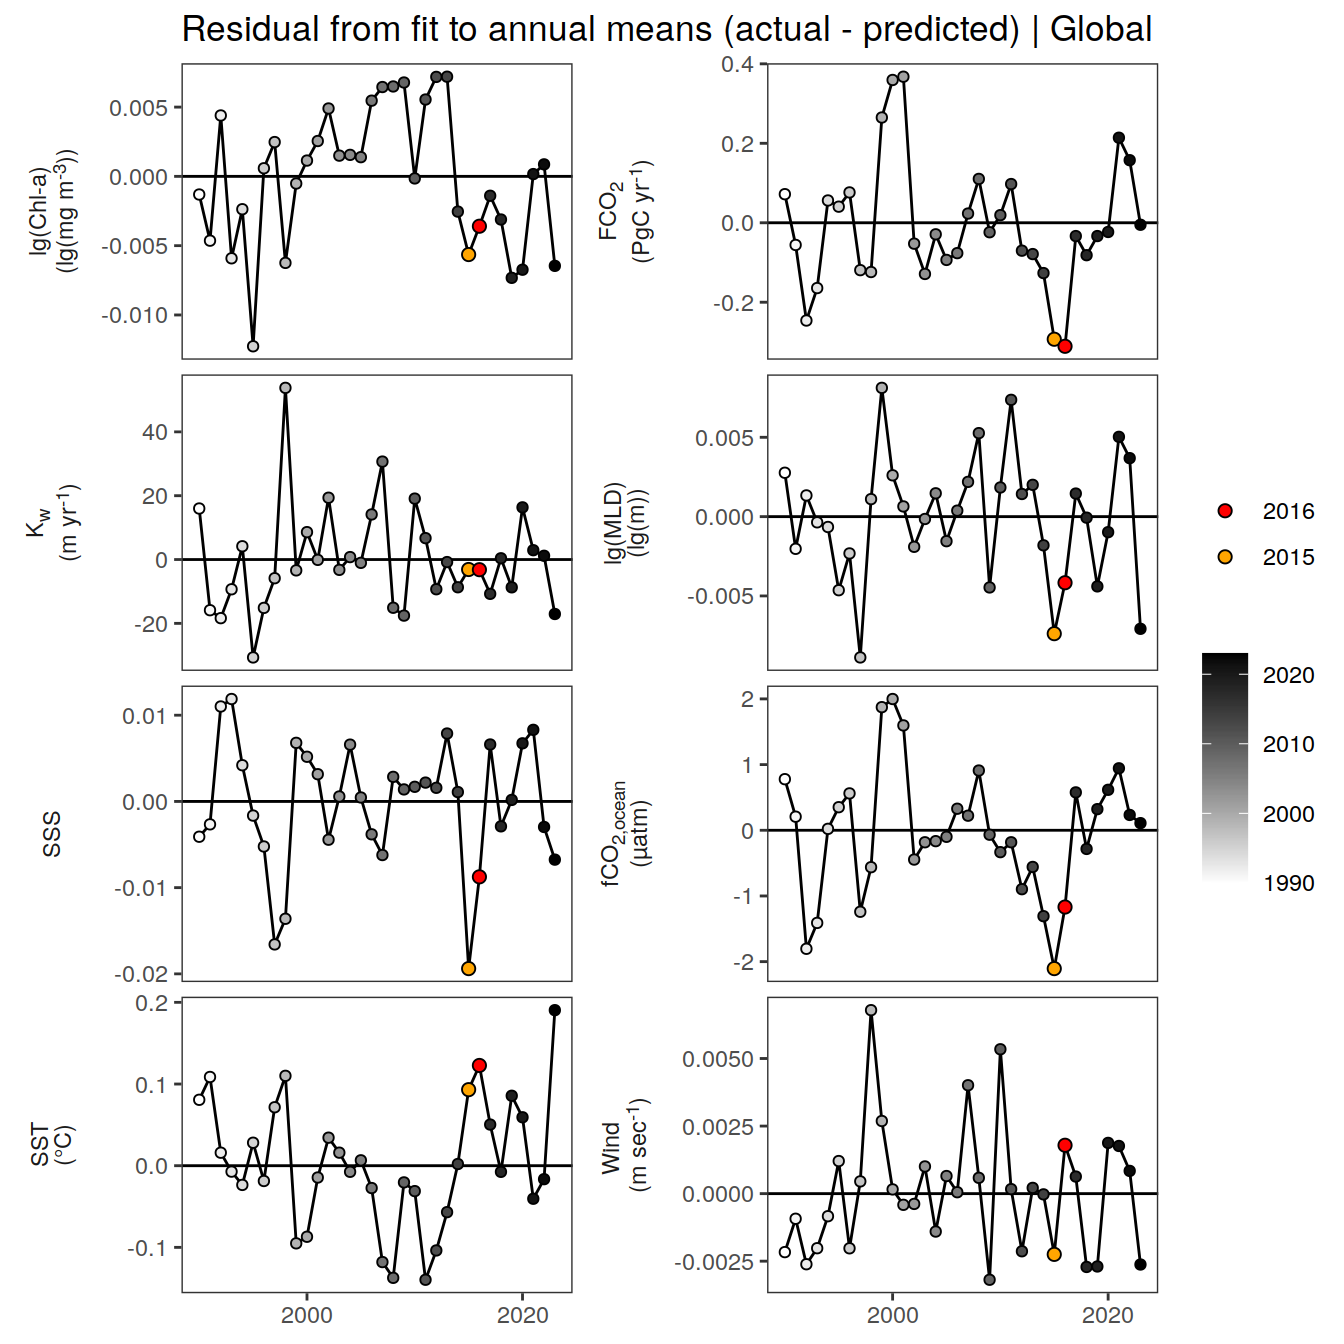 Residual from fit to annual means (actual - predicted) | Global
lg(Chl-a)
(lg(mg m⁻³))
0.005
0.000
-0.005
-0.010
FCO₂
(PgC yr⁻¹)
0.4
0.2
0.0
-0.2
Kw
(m yr⁻¹)
40
20
0
-20
lg(MLD)
(lg(m))
0.005
0.000
-0.005
SSS
0.01
0.00
-0.01
-0.02
fCO2,ocean
(µatm)
2
1
0
-1
-2
SST
(°C)
0.2
0.1
0.0
-0.1
2000
2020
Wind
(m sec⁻¹)
0.0050
0.0025
0.0000
-0.0025
2000
2020
2016
2015
2020
2010
2000
1990